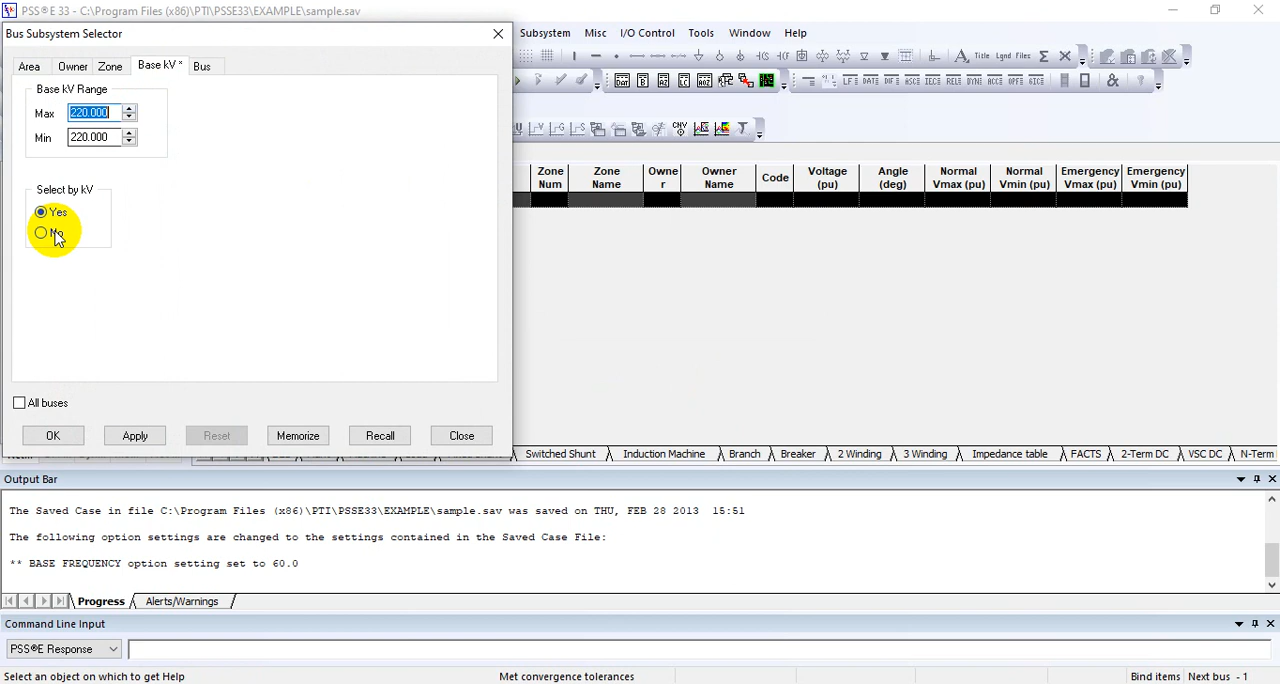 PSS®E 33 - C:\Program Files (x86)\PTI\PSSE33\EXAMPLE\sample.sav
Bus Subsystem Selector
Subsystem Misc I/O Control Tools Window Help
Area Owner Zone Base kV * Bus
Base kV Range
Max 220.000
Min 220.000
Select by kV
Yes
No
All buses
OK Apply Reset Memorize Recall Close
Title Lgnd Files
Zone Num
Zone Name
Owner
Owner Name
Code
Voltage (pu)
Angle (deg)
Normal Vmax (pu)
Normal Vmin (pu)
Emergency Vmax (pu)
Emergency Vmin (pu)
Switched Shunt Induction Machine Branch Breaker 2 Winding 3 Winding Impedance table FACTS 2-Term DC VSC DC N-Term
Output Bar
The Saved Case in file C:\Program Files (x86)\PTI\PSSE33\EXAMPLE\sample.sav was saved on THU, FEB 28 2013 15:51
The following option settings are changed to the settings contained in the Saved Case File:
** BASE FREQUENCY option setting set to 60.0
Progress Alerts/Warnings
Command Line Input
PSS®E Response
Select an object on which to get Help Met convergence tolerances Bind items Next bus - 1